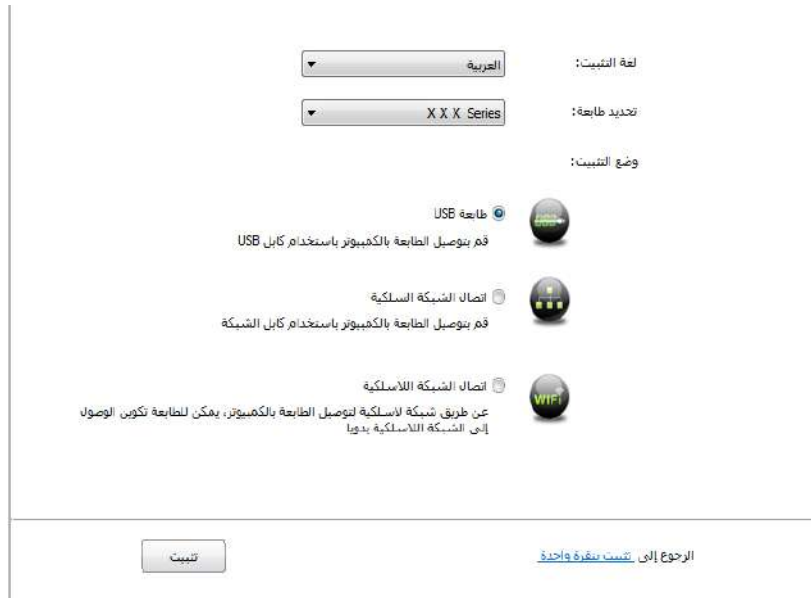 لغة التثبيت:
العربية
تحديد طابعة:
X X X Series
وضع التثبيت:
طابعة USB
قم بتوصيل الطابعة بالكمبيوتر باستخدام كابل USB
اتصال الشبكة السلكية
قم بتوصيل الطابعة بالكمبيوتر باستخدام كابل الشبكة
اتصال الشبكة اللاسلكية
WIFI
عن طريق شبكة لاسلكية لتوصيل الطابعة بالكمبيوتر، يمكن للطابعة تكوين الوصول
إلى الشبكة اللاسلكية يدويا
الرجوع إلى تثبيت بنقرة واحدة
تثبيت